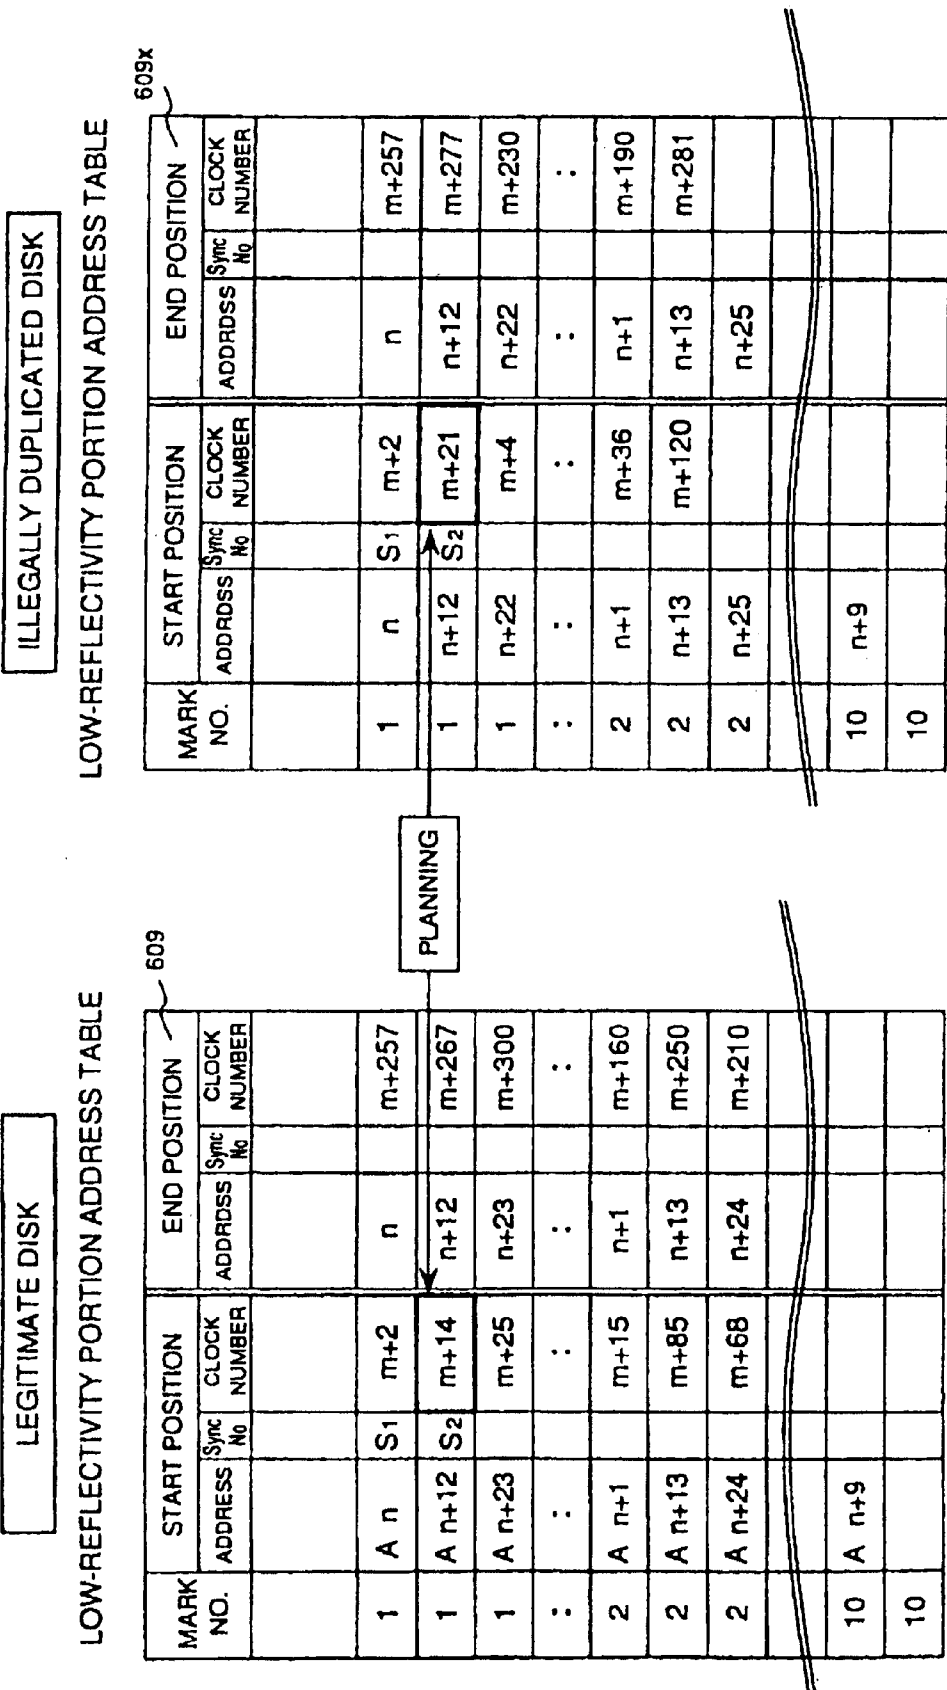 LEGITIMATE DISK
LOW-REFLECTIVITY PORTION ADDRESS TABLE
609
MARK NO. START POSITION END POSITION
ADDRESS Sync No CLOCK NUMBER ADDRDSS Sync No CLOCK NUMBER
1 A n S1 m+2 n m+257
1 A n+12 S2 m+14 n+12 m+267
1 A n+23 m+25 n+23 m+300
: : : : :
2 A n+1 m+15 n+1 m+160
2 A n+13 m+85 n+13 m+250
2 A n+24 m+68 n+24 m+210
10 A n+9
10
PLANNING
ILLEGALLY DUPLICATED DISK
LOW-REFLECTIVITY PORTION ADDRESS TABLE
609x
MARK NO. START POSITION END POSITION
ADDRDSS Sync No CLOCK NUMBER ADDRDSS Sync No CLOCK NUMBER
1 n S1 m+2 n m+257
1 n+12 S2 m+21 n+12 m+277
1 n+22 m+4 n+22 m+230
: : : : :
2 n+1 m+36 n+1 m+190
2 n+13 m+120 n+13 m+281
2 n+25 n+25
10 n+9
10